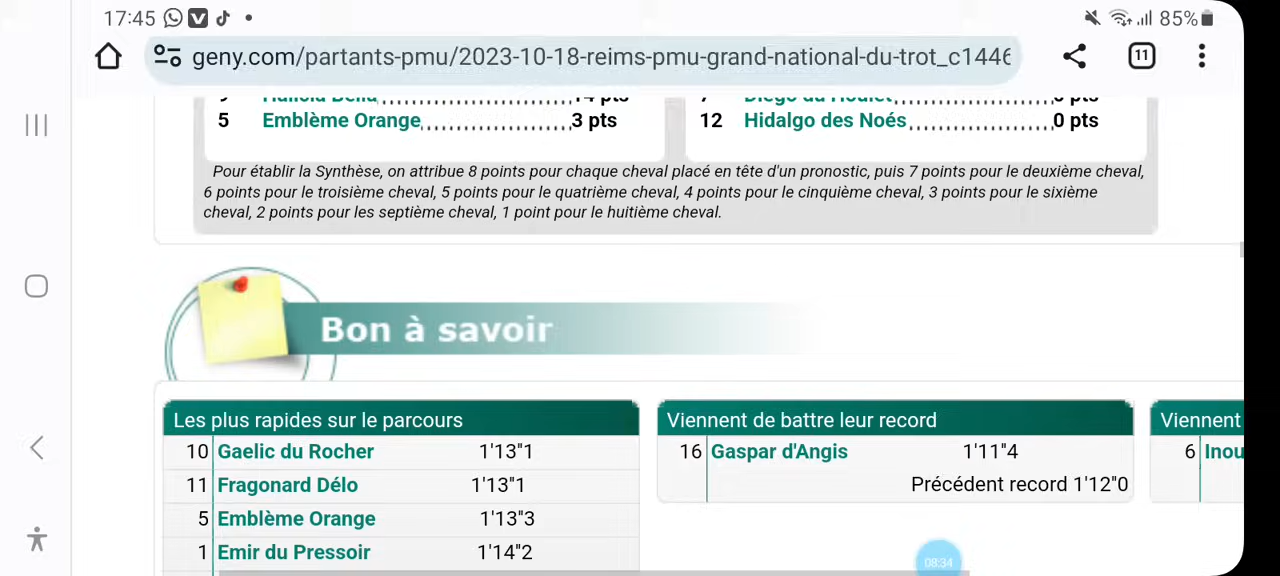 17:45
85%
geny.com/partants-pmu/2023-10-18-reims-pmu-grand-national-du-trot_c1446
11
5 Emblème Orange 3 pts
12 Hidalgo des Noés 0 pts
Pour établir la Synthèse, on attribue 8 points pour chaque cheval placé en tête d'un pronostic, puis 7 points pour le deuxième cheval,
6 points pour le troisième cheval, 5 points pour le quatrième cheval, 4 points pour le cinquième cheval, 3 points pour le sixième
cheval, 2 points pour les septième cheval, 1 point pour le huitième cheval.
Bon à savoir
Les plus rapides sur le parcours
10 Gaelic du Rocher 1'13"1
11 Fragonard Délo 1'13"1
5 Emblème Orange 1'13"3
1 Emir du Pressoir 1'14"2
Viennent de battre leur record
16 Gaspar d'Angis 1'11"4
Précédent record 1'12"0
Viennent
6 Inou
08:34